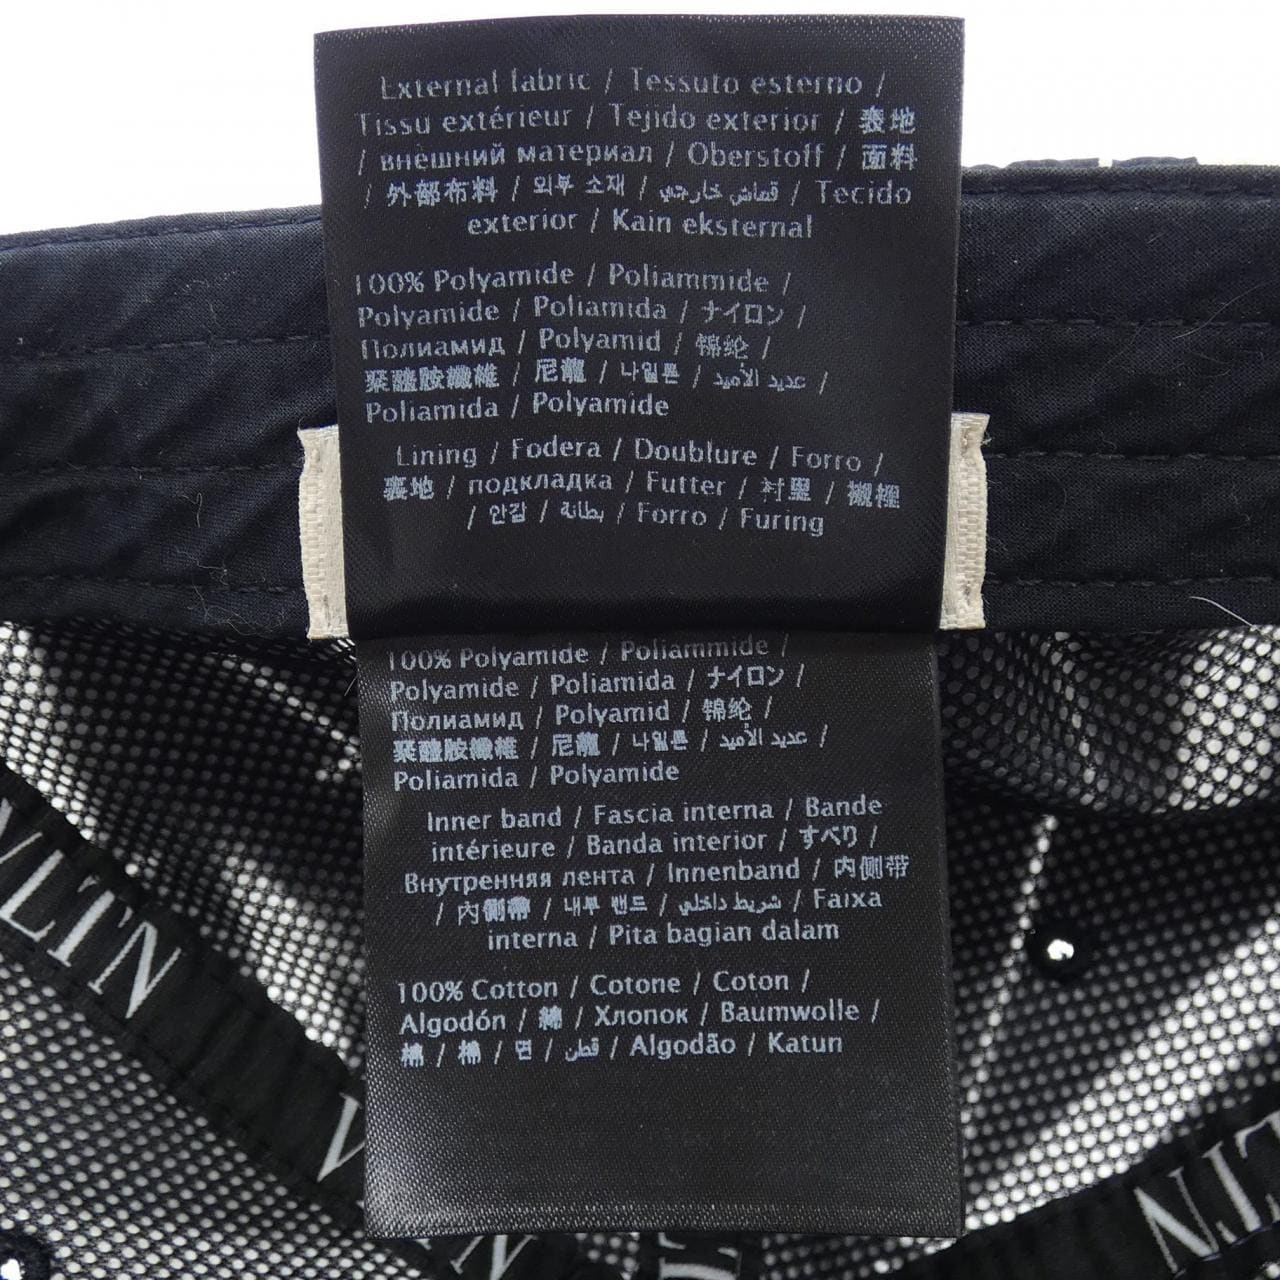 External fabric / Tessuto esterno /
Tissu extérieur / Tejido exterior / 表地
/ внешний материал / Oberstoff / 面料
/ 外部布料 / 외부 소재 / قماش خارجي / Tecido
exterior / Kain eksternal
100% Polyamide / Poliammide /
Polyamide / Poliamida / ナイロン /
Полиамид / Polyamid / 锦纶 /
聚醯胺纖維 / 尼龍 / 나일론 / عديد الأميد /
Poliamida / Polyamide
Lining / Fodera / Doublure / Forro /
裏地 / подкладка / Futter / 衬里 / 襯裡
/ 안감 / بطانة / Forro / Furing
100% Polyamide / Poliammide /
Polyamide / Poliamida / ナイロン /
Полиамид / Polyamid / 锦纶 /
聚醯胺纖維 / 尼龍 / 나일론 / عديد الأميد /
Poliamida / Polyamide
Inner band / Fascia interna / Bande
intérieure / Banda interior / すべり /
Внутренняя лента / Innenband / 内侧带
/ 內側帶 / 내부 밴드 / شريط داخلي / Faixa
interna / Pita bagian dalam
100% Cotton / Cotone / Coton /
Algodón / 綿 / Хлопок / Baumwolle /
棉 / 棉 / 면 / قطن / Algodão / Katun
VLTN